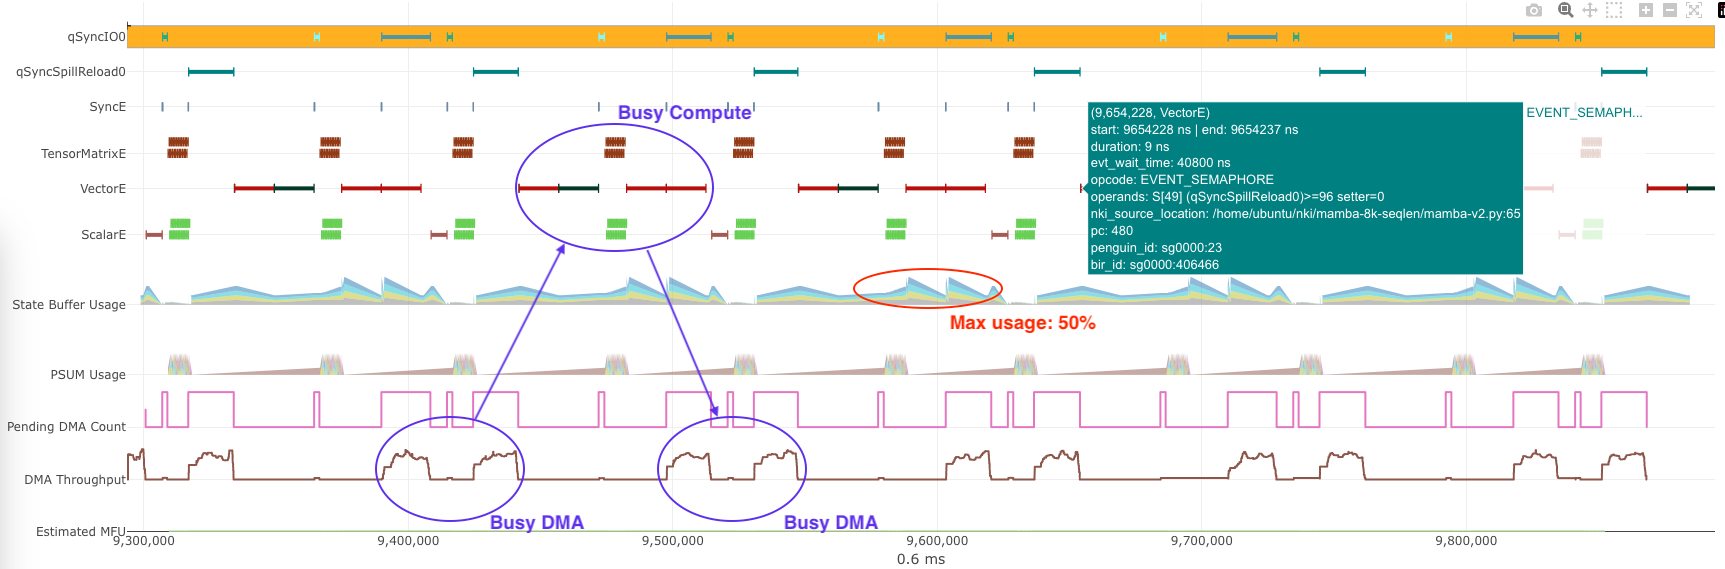 qSyncIO0
qSyncSpillReload0
SyncE
Busy Compute
EVENT_SEMAPH...
(9,654,228, VectorE)
start: 9654228 ns | end: 9654237 ns
duration: 9 ns
evt_wait_time: 40800 ns
opcode: EVENT_SEMAPHORE
operands: S[49] (qSyncSpillReload0)>=96 setter=0
nki_source_location: /home/ubuntu/nki/mamba-8k-seqlen/mamba-v2.py:65
pc: 480
penguin_id: sg0000:23
bir_id: sg0000:406466
TensorMatrixE
VectorE
ScalarE
State Buffer Usage
Max usage: 50%
PSUM Usage
Pending DMA Count
DMA Throughput
Busy DMA
Busy DMA
Estimated MFU
9,300,000
9,400,000
9,500,000
9,600,000
9,700,000
9,800,000
0.6 ms